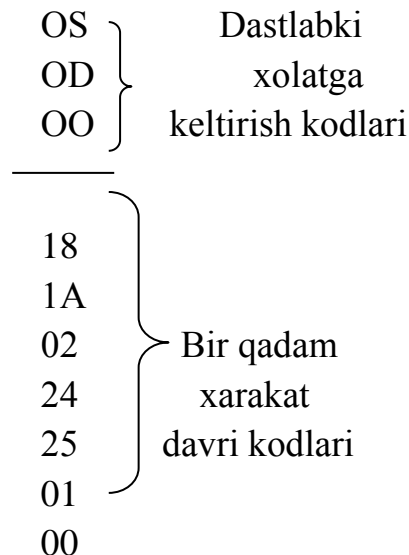 OS Dastlabki
OD xolatga
OO keltirish kodlari
18
1A
02 Bir qadam
24 xarakat
25 davri kodlari
01
00